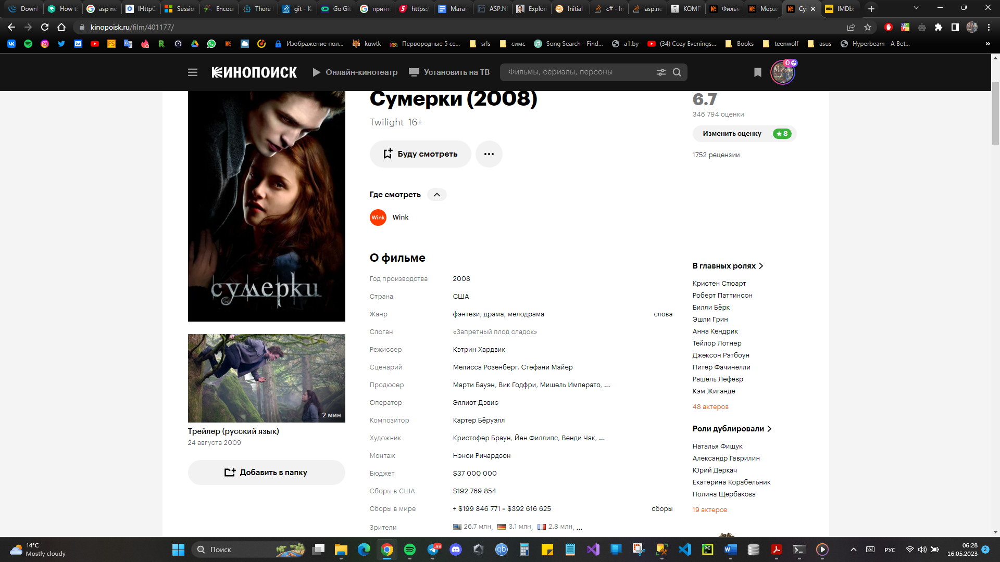 Downl
How to
asp ne
IHttpC
Sessio
Encou
There
git - K
Go Git
принт
https:/
Матан
ASP.N
Explor
Initial
c# - In
asp.ne
КОМП
Фильм
Мерзл
Су
IMDb:
kinopoisk.ru/film/401177/
Изображение пол...
kuwtk
Первородные 5 се...
srls
симс
Song Search - Find...
a1.by
(34) Cozy Evenings...
Books
teenwolf
asus
Hyperbeam - A Bet...
»
КИНОПОИСК
Онлайн-кинотеатр
Установить на ТВ
Фильмы, сериалы, персоны
0
Сумерки (2008)
Twilight 16+
6.7
346 794 оценки
Изменить оценку
8
1752 рецензии
Буду смотреть
...
Где смотреть
Wink
Wink
сумерки
О фильме
Год производства
2008
Страна
США
Жанр
фэнтези, драма, мелодрама
слова
Слоган
«Запретный плод сладок»
Режиссер
Кэтрин Хардвик
Сценарий
Мелисса Розенберг, Стефани Майер
Продюсер
Марти Бауэн, Вик Годфри, Мишель Императо, ...
Оператор
Эллиот Дэвис
Композитор
Картер Бёруэлл
Художник
Кристофер Браун, Йен Филлипс, Венди Чак, ...
Монтаж
Нэнси Ричардсон
Бюджет
$37 000 000
Сборы в США
$192 769 854
Сборы в мире
+ $199 846 771 = $392 616 625
сборы
Зрители
26.7 млн, 3.1 млн, 2.8 млн, ...
2 мин
Трейлер (русский язык)
24 августа 2009
Добавить в папку
В главных ролях
Кристен Стюарт
Роберт Паттинсон
Билли Бёрк
Эшли Грин
Анна Кендрик
Тейлор Лотнер
Джексон Рэтбоун
Питер Фачинелли
Рашель Лефевр
Кэм Жиганде
48 актеров
Роли дублировали
Наталья Фищук
Александр Гаврилин
Юрий Деркач
Екатерина Корабельник
Полина Щербакова
19 актеров
14°C
Mostly cloudy
Поиск
99
РУС
06:28
16.05.2023
2